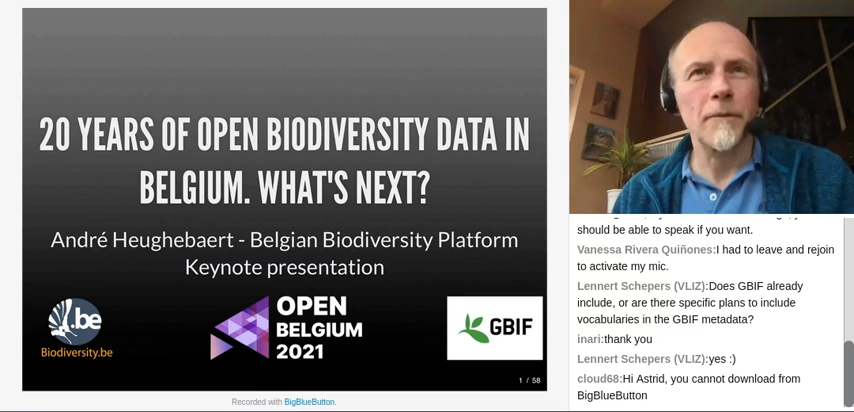 20 YEARS OF OPEN BIODIVERSITY DATA IN
BELGIUM. WHAT'S NEXT?
André Heughebaert - Belgian Biodiversity Platform
Keynote presentation
.be
Biodiversity.be
OPEN
BELGIUM
2021
GBIF
1 / 58
Recorded with BigBlueButton.
should be able to speak if you want.
Vanessa Rivera Quiñones:I had to leave and rejoin
to activate my mic.
Lennert Schepers (VLIZ):Does GBIF already
include, or are there specific plans to include
vocabularies in the GBIF metadata?
inari:thank you
Lennert Schepers (VLIZ):yes :)
cloud68:Hi Astrid, you cannot download from
BigBlueButton